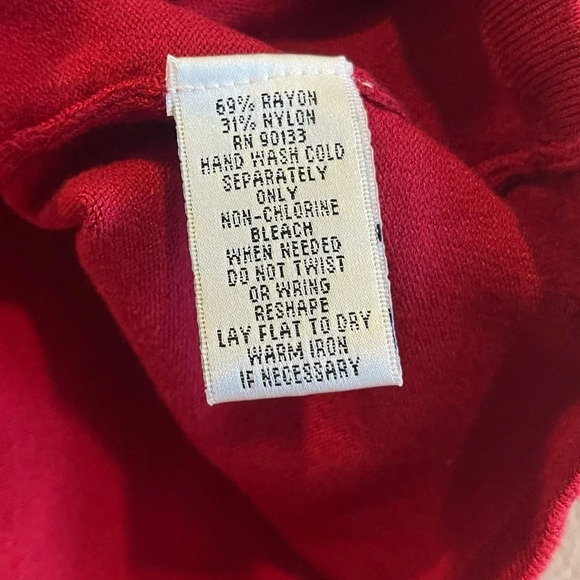 69% RAYON
31% NYLON
RN 90133
HAND WASH COLD
SEPARATELY
ONLY
NON-CHLORINE
BLEACH
WHEN NEEDED
DO NOT TWIST
OR WRING
RESHAPE
LAY FLAT TO DRY
WARM IRON
IF NECESSARY